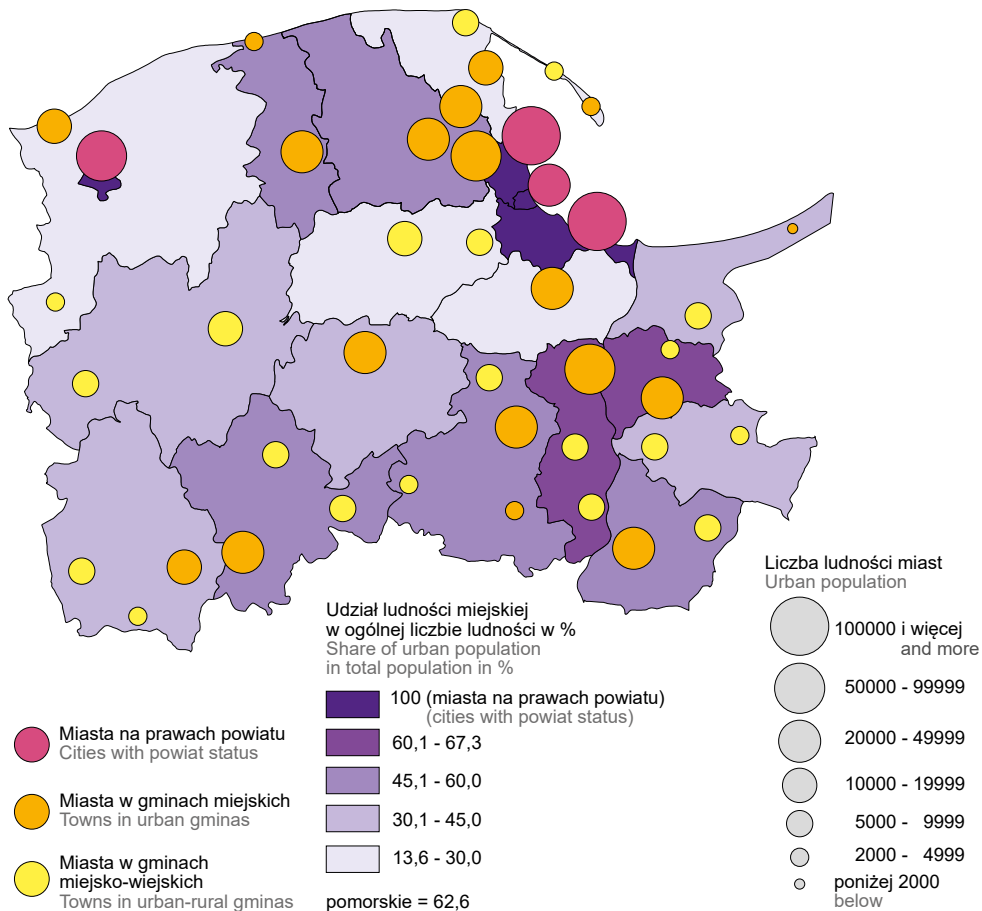 Miasta na prawach powiatu
Cities with powiat status
Miasta w gminach miejskich
Towns in urban gminas
Miasta w gminach
miejsko-wiejskich
Towns in urban-rural gminas
Udział ludności miejskiej
w ogólnej liczbie ludności w %
Share of urban population
in total population in %
100 (miasta na prawach powiatu)
(cities with powiat status)
60,1 - 67,3
45,1 - 60,0
30,1 - 45,0
13,6 - 30,0
pomorskie = 62,6
Liczba ludności miast
Urban population
100000 i więcej
and more
50000 - 99999
20000 - 49999
10000 - 19999
5000 - 9999
2000 - 4999
poniżej 2000
below